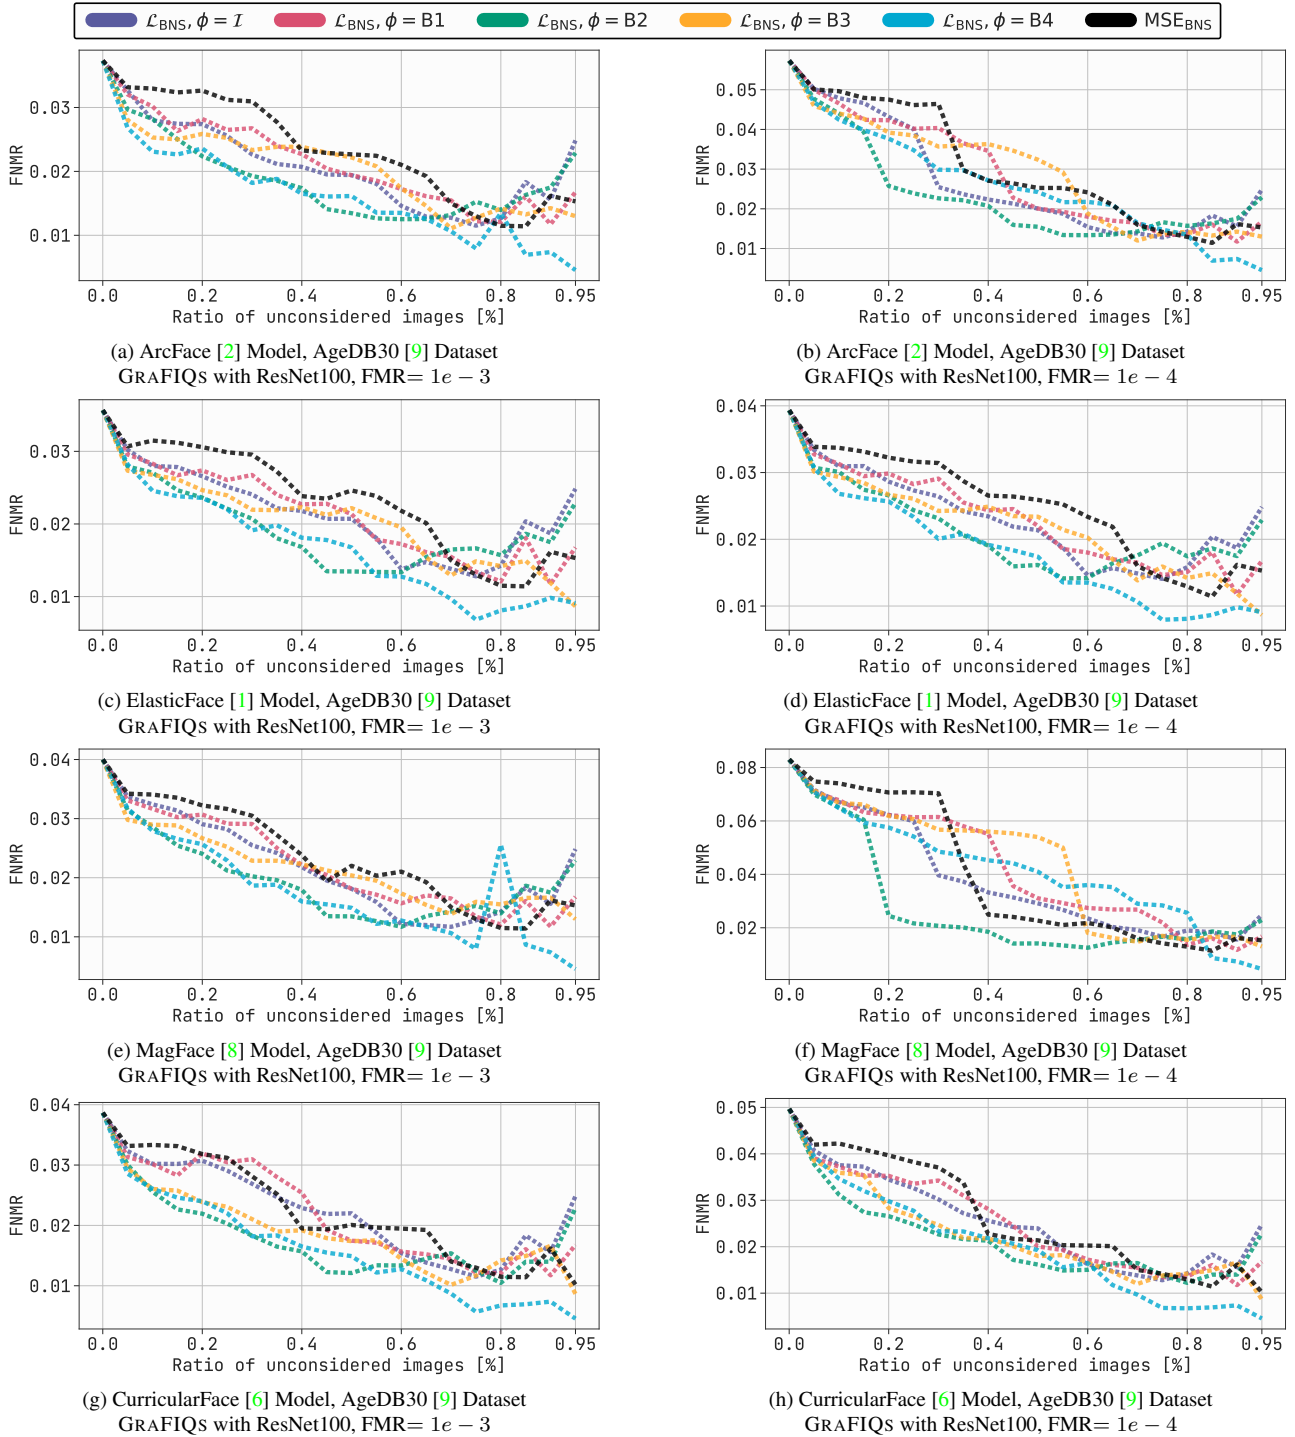 ℒBNS, ϕ = ℐ ℒBNS, ϕ = B1 ℒBNS, ϕ = B2 ℒBNS, ϕ = B3 ℒBNS, ϕ = B4 MSEBNS
FNMR
0.03
0.02
0.01
0.0 0.2 0.4 0.6 0.8 0.95
Ratio of unconsidered images [%]
(a) ArcFace [2] Model, AgeDB30 [9] Dataset
GRAFIQS with ResNet100, FMR= 1e − 3
FNMR
0.05
0.04
0.03
0.02
0.01
0.0 0.2 0.4 0.6 0.8 0.95
Ratio of unconsidered images [%]
(b) ArcFace [2] Model, AgeDB30 [9] Dataset
GRAFIQS with ResNet100, FMR= 1e − 4
FNMR
0.03
0.02
0.01
0.0 0.2 0.4 0.6 0.8 0.95
Ratio of unconsidered images [%]
(c) ElasticFace [1] Model, AgeDB30 [9] Dataset
GRAFIQS with ResNet100, FMR= 1e − 3
FNMR
0.04
0.03
0.02
0.01
0.0 0.2 0.4 0.6 0.8 0.95
Ratio of unconsidered images [%]
(d) ElasticFace [1] Model, AgeDB30 [9] Dataset
GRAFIQS with ResNet100, FMR= 1e − 4
FNMR
0.04
0.03
0.02
0.01
0.0 0.2 0.4 0.6 0.8 0.95
Ratio of unconsidered images [%]
(e) MagFace [8] Model, AgeDB30 [9] Dataset
GRAFIQS with ResNet100, FMR= 1e − 3
FNMR
0.08
0.06
0.04
0.02
0.0 0.2 0.4 0.6 0.8 0.95
Ratio of unconsidered images [%]
(f) MagFace [8] Model, AgeDB30 [9] Dataset
GRAFIQS with ResNet100, FMR= 1e − 4
FNMR
0.04
0.03
0.02
0.01
0.0 0.2 0.4 0.6 0.8 0.95
Ratio of unconsidered images [%]
(g) CurricularFace [6] Model, AgeDB30 [9] Dataset
GRAFIQS with ResNet100, FMR= 1e − 3
FNMR
0.05
0.04
0.03
0.02
0.01
0.0 0.2 0.4 0.6 0.8 0.95
Ratio of unconsidered images [%]
(h) CurricularFace [6] Model, AgeDB30 [9] Dataset
GRAFIQS with ResNet100, FMR= 1e − 4